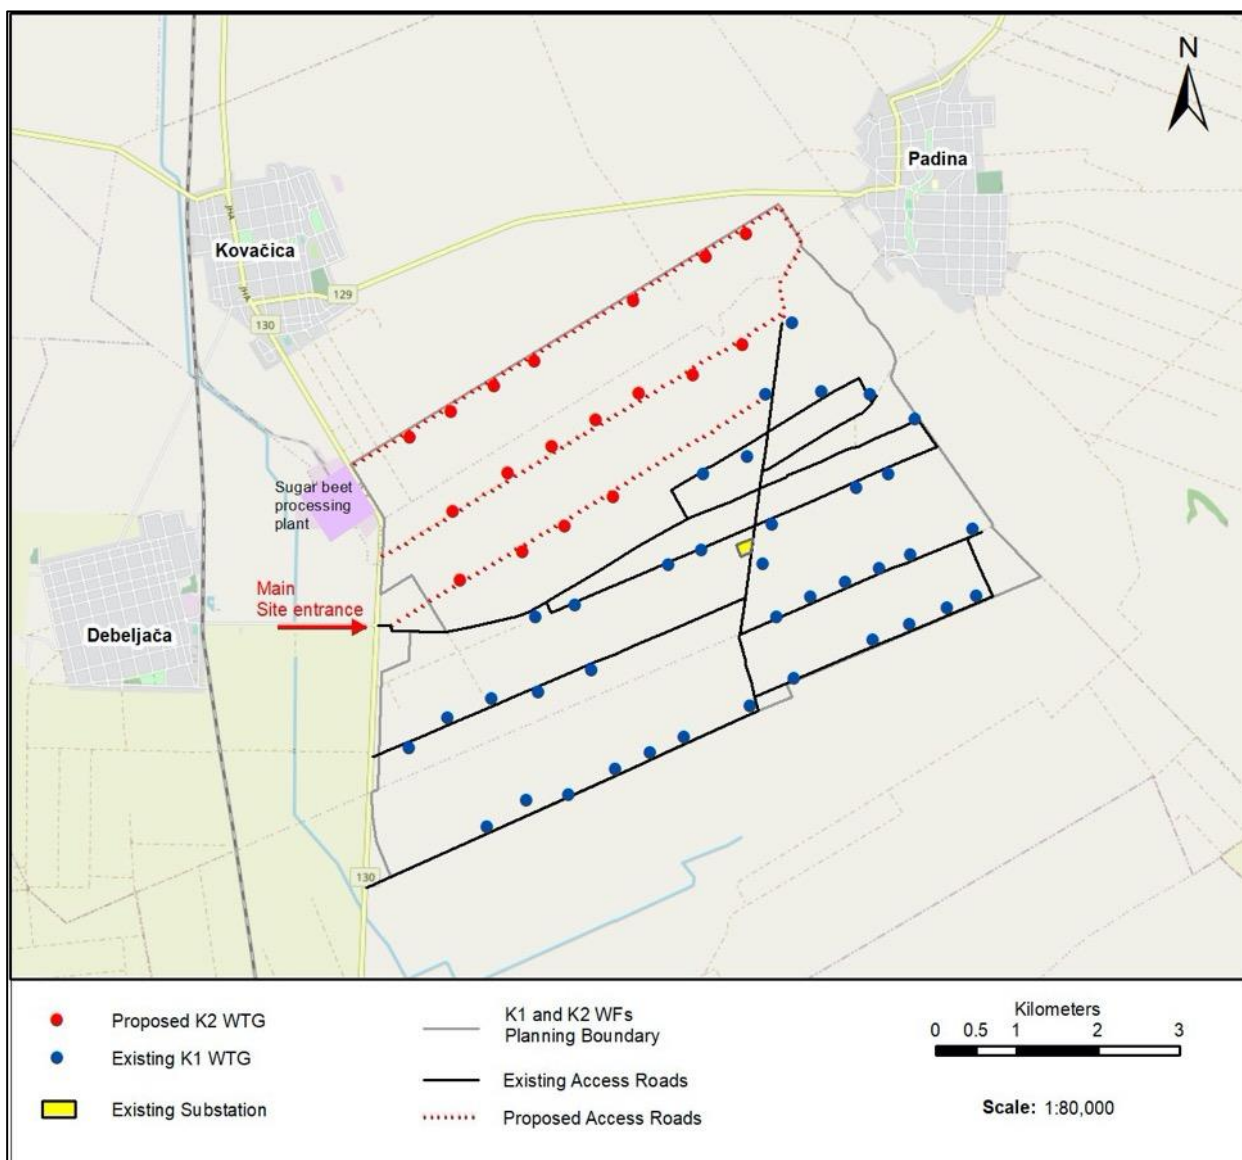 N
Padina
JHA
Kovačica
JHA
129
130
Sugar beet
processing
plant
Main
Site entrance
Debeljača
130
Proposed K2 WTG
Existing K1 WTG
Existing Substation
K1 and K2 WFs
Planning Boundary
Existing Access Roads
Proposed Access Roads
Kilometers
0 0.5 1 2 3
Scale: 1:80,000